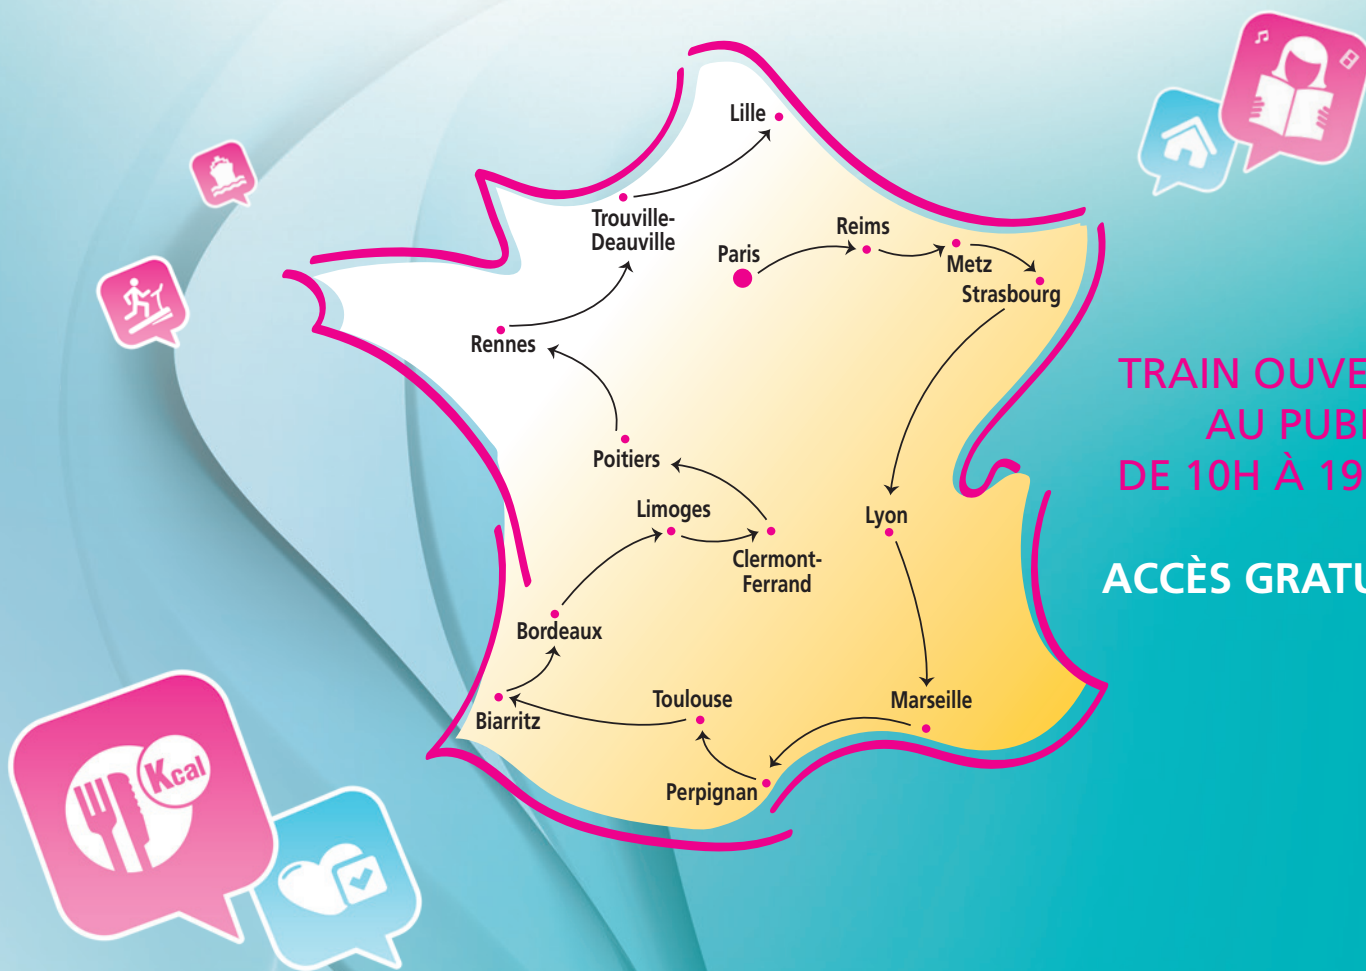 Lille
Trouville-
Deauville
Paris
Reims
Metz
Strasbourg
Rennes
Poitiers
Limoges
Clermont-
Ferrand
Lyon
Bordeaux
Biarritz
Toulouse
Marseille
Perpignan
TRAIN OUVE
AU PUB
DE 10H À 19
ACCÈS GRATU
Kcal